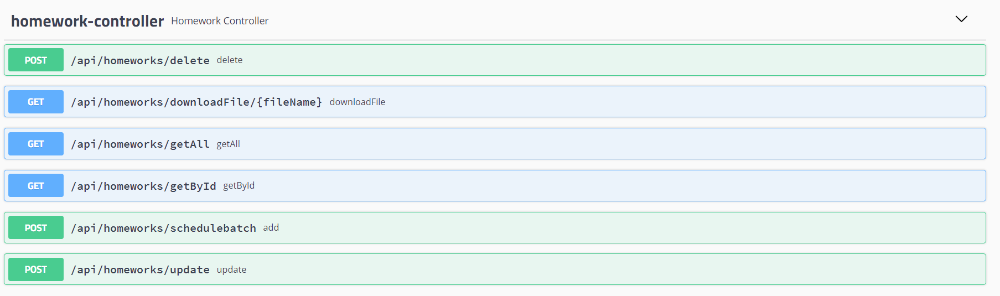 homework-controller Homework Controller
POST /api/homeworks/delete delete
GET /api/homeworks/downloadFile/{fileName} downloadFile
GET /api/homeworks/getAll getAll
GET /api/homeworks/getById getById
POST /api/homeworks/schedulebatch add
POST /api/homeworks/update update